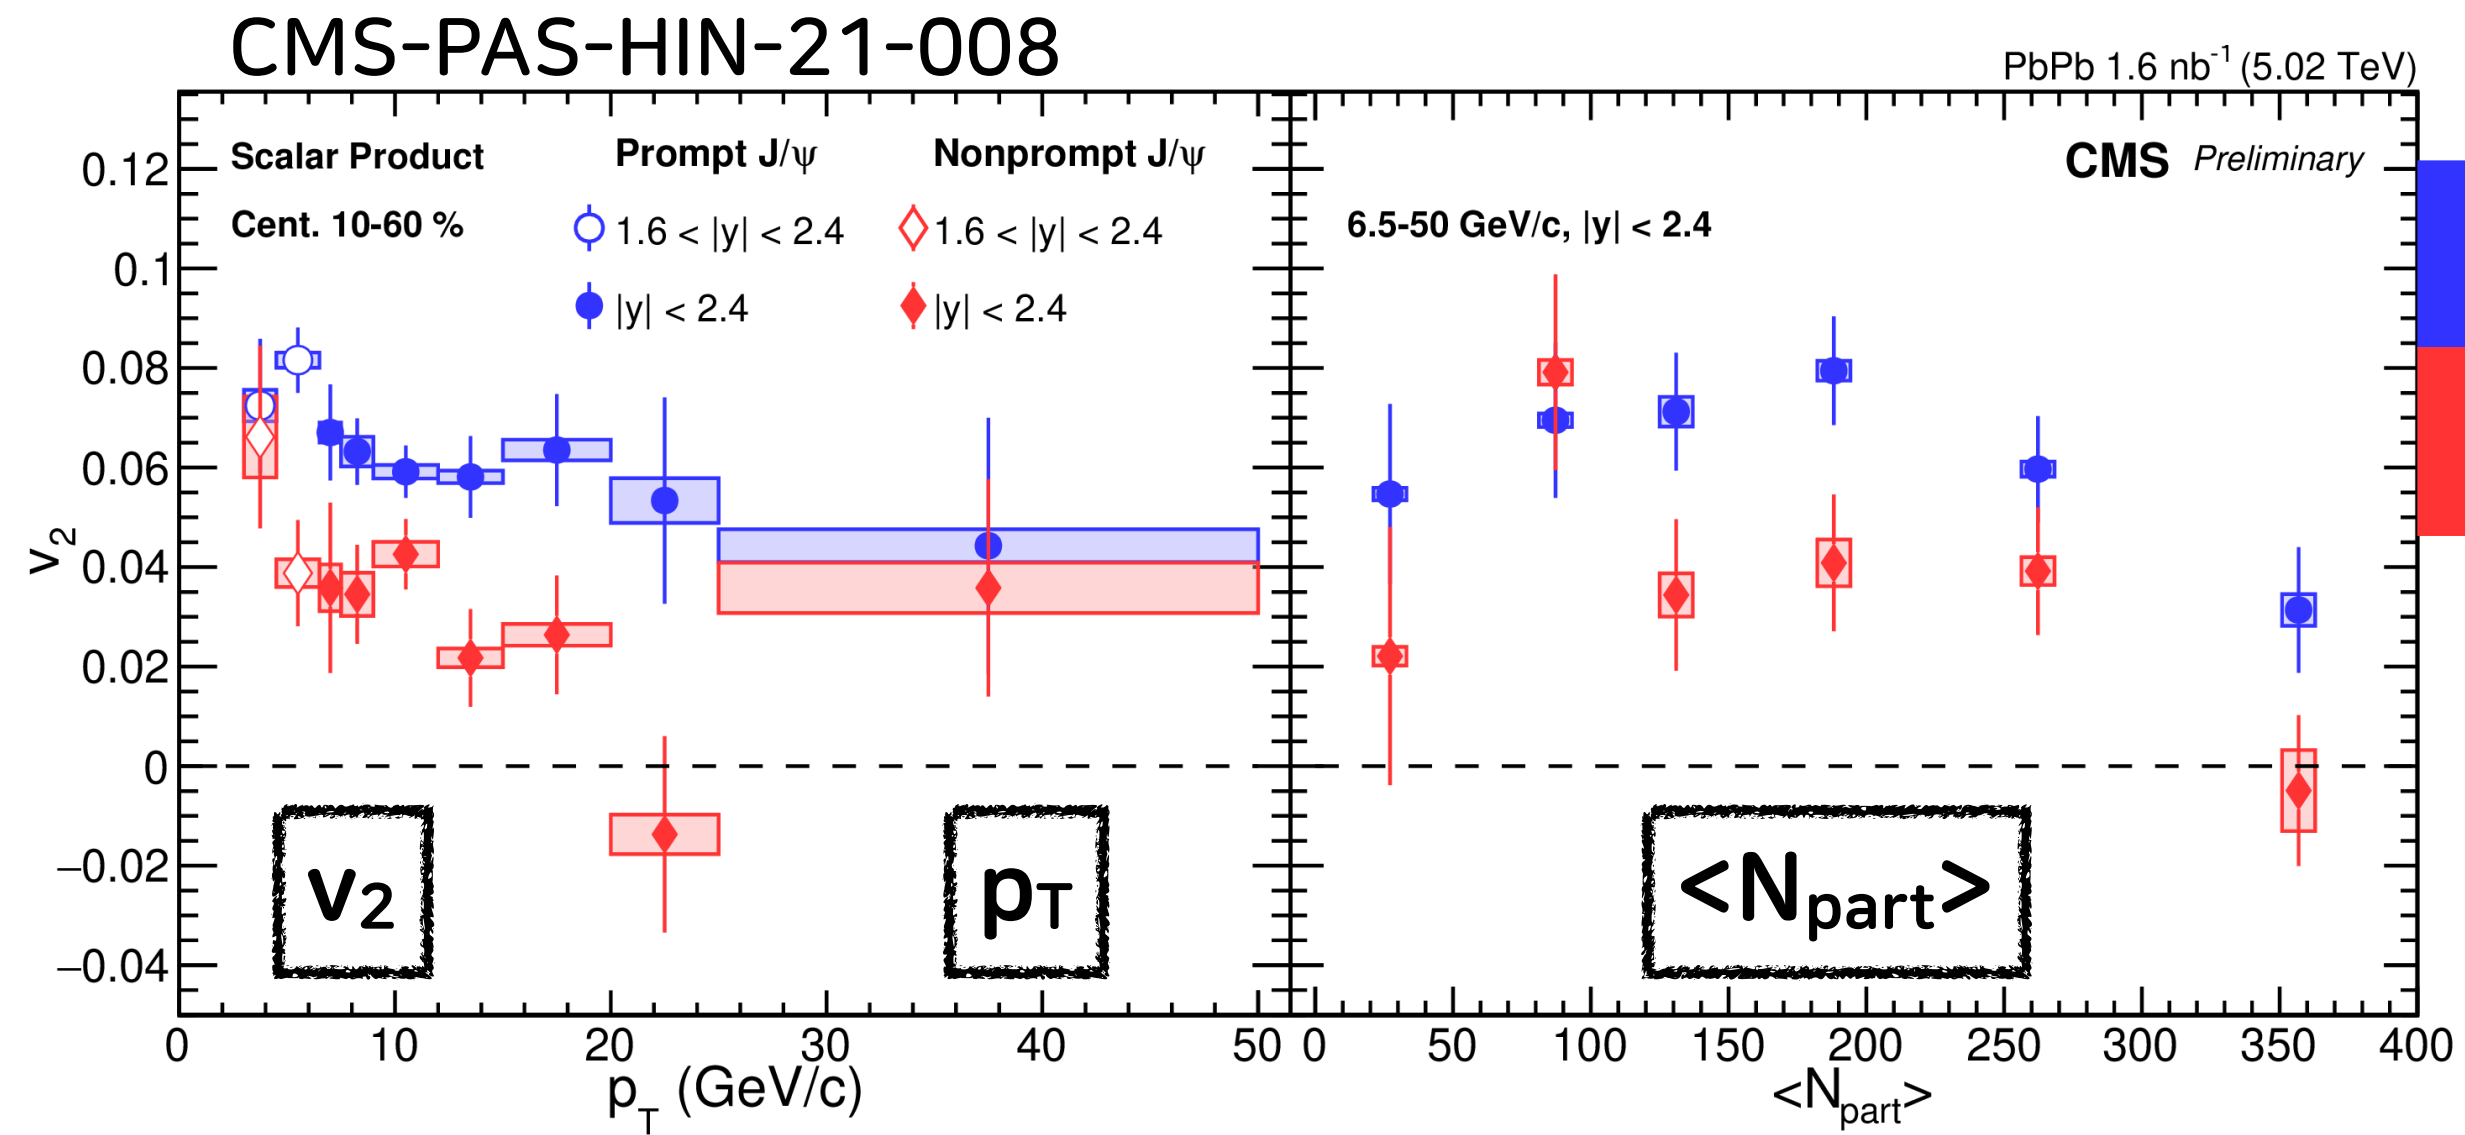 CMS-PAS-HIN-21-008
PbPb 1.6 nb⁻¹ (5.02 TeV)
Scalar Product
Prompt J/ψ
Nonprompt J/ψ
Cent. 10-60 %
1.6 < |y| < 2.4
1.6 < |y| < 2.4
|y| < 2.4
|y| < 2.4
CMS Preliminary
6.5-50 GeV/c, |y| < 2.4
v₂
0.12
0.1
0.08
0.06
0.04
0.02
0
−0.02
−0.04
v₂
pT
<Npart>
0 10 20 30 40 50
0 50 100 150 200 250 300 350 400
pT (GeV/c)
<Npart>